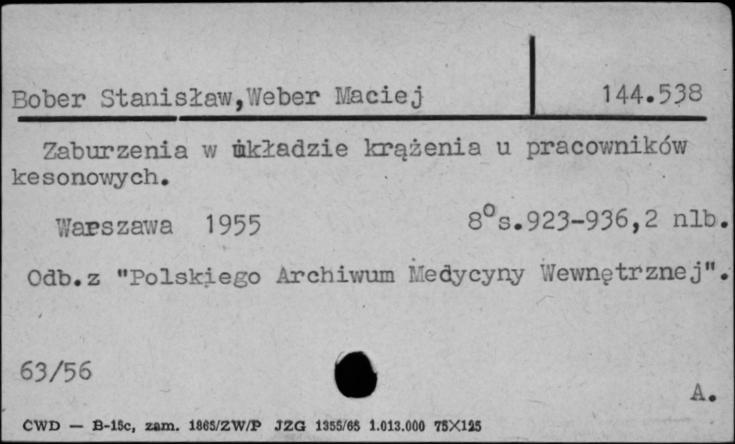 Bober Stanisław,Weber Maciej 144.538
Zaburzenia w układzie krążenia u pracowników
kesonowych.
Warszawa 1955 8°s.923-936,2 nlb.
Odb.z "Polskiego Archiwum Medycyny Wewnętrznej".
63/56
A.
CWD — B-15c, zam. 1865/ZW/P JZG 1355/65 1.013.000 75X125